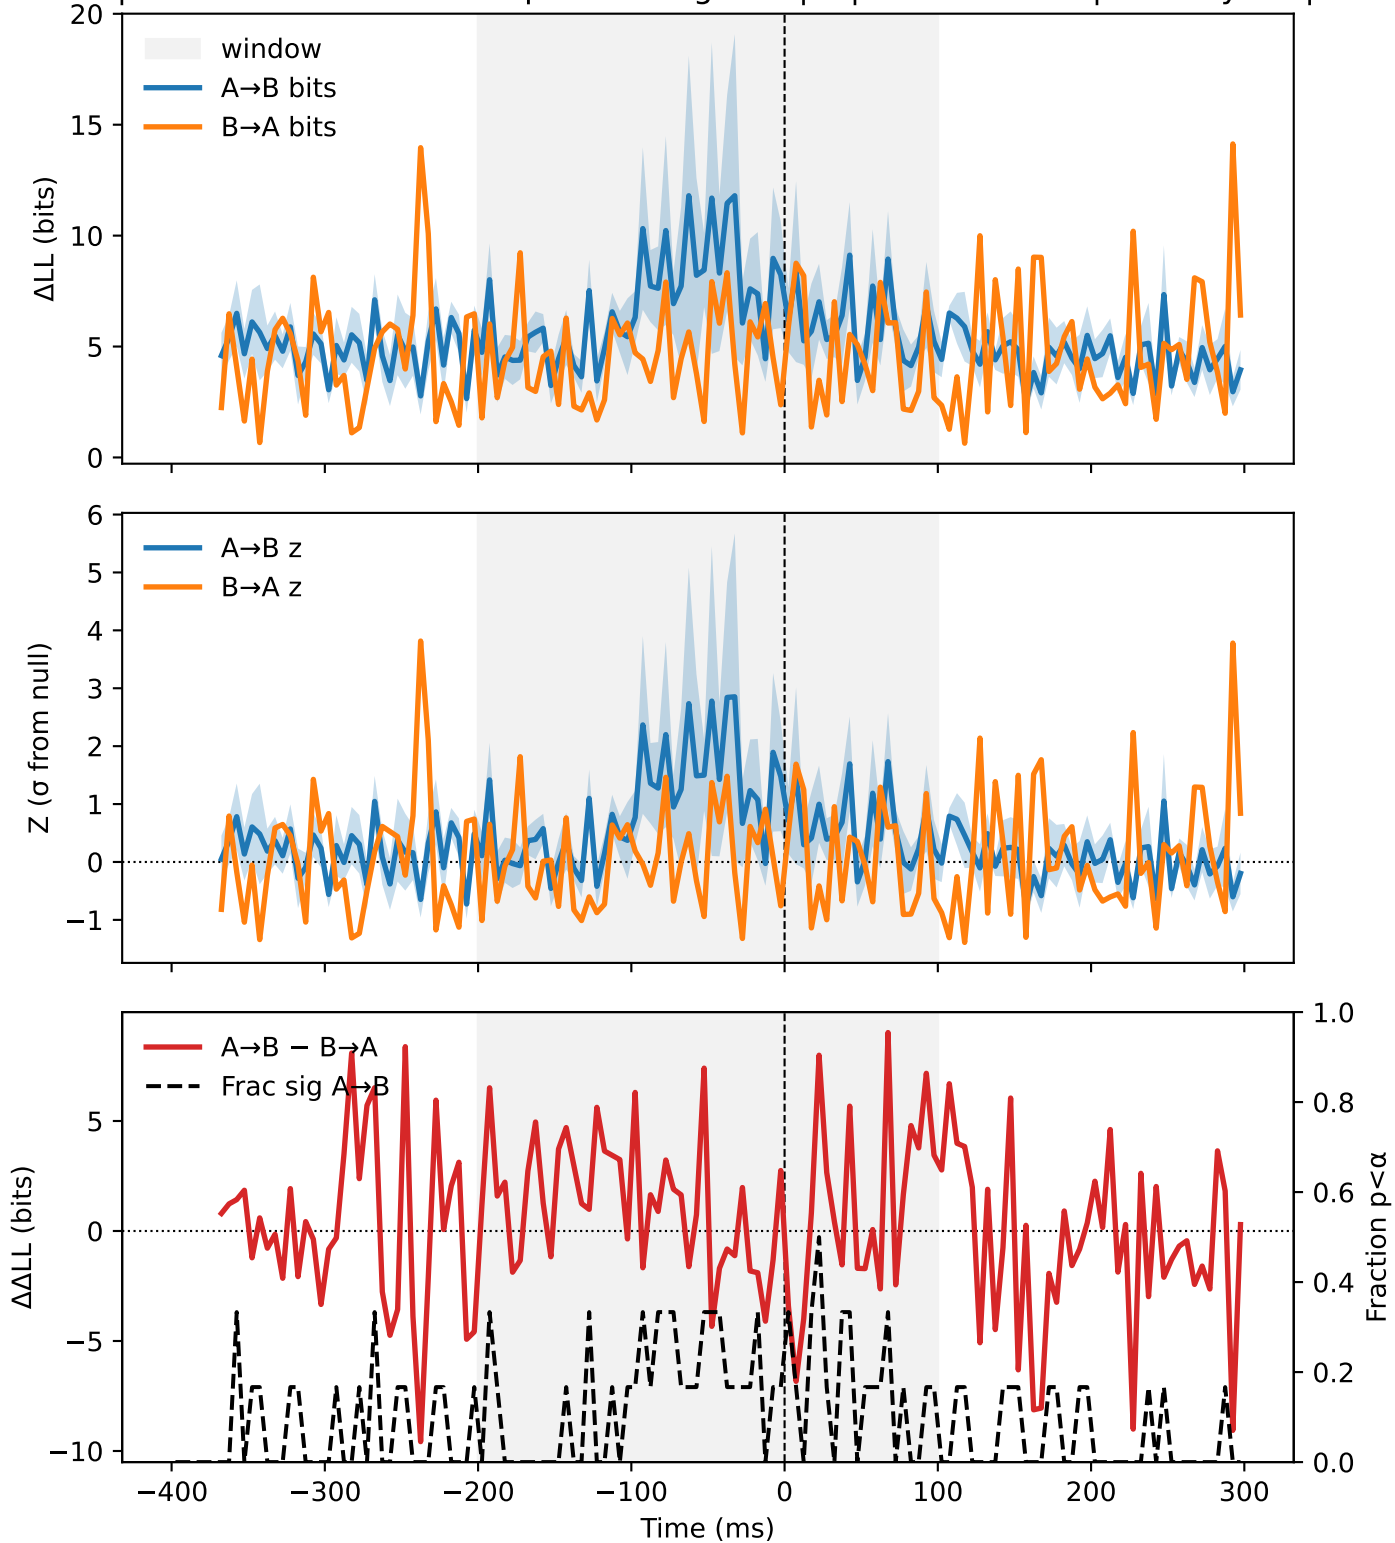 20
15
10
5
0
ΔLL (bits)
window
A→B bits
B→A bits
6
5
4
3
2
1
0
−1
Z (σ from null)
A→B z
B→A z
5
0
−5
−10
ΔΔLL (bits)
A→B − B→A
Frac sig A→B
1.0
0.8
0.6
0.4
0.2
0.0
Fraction p<α
−400 −300 −200 −100 0 100 200 300
Time (ms)